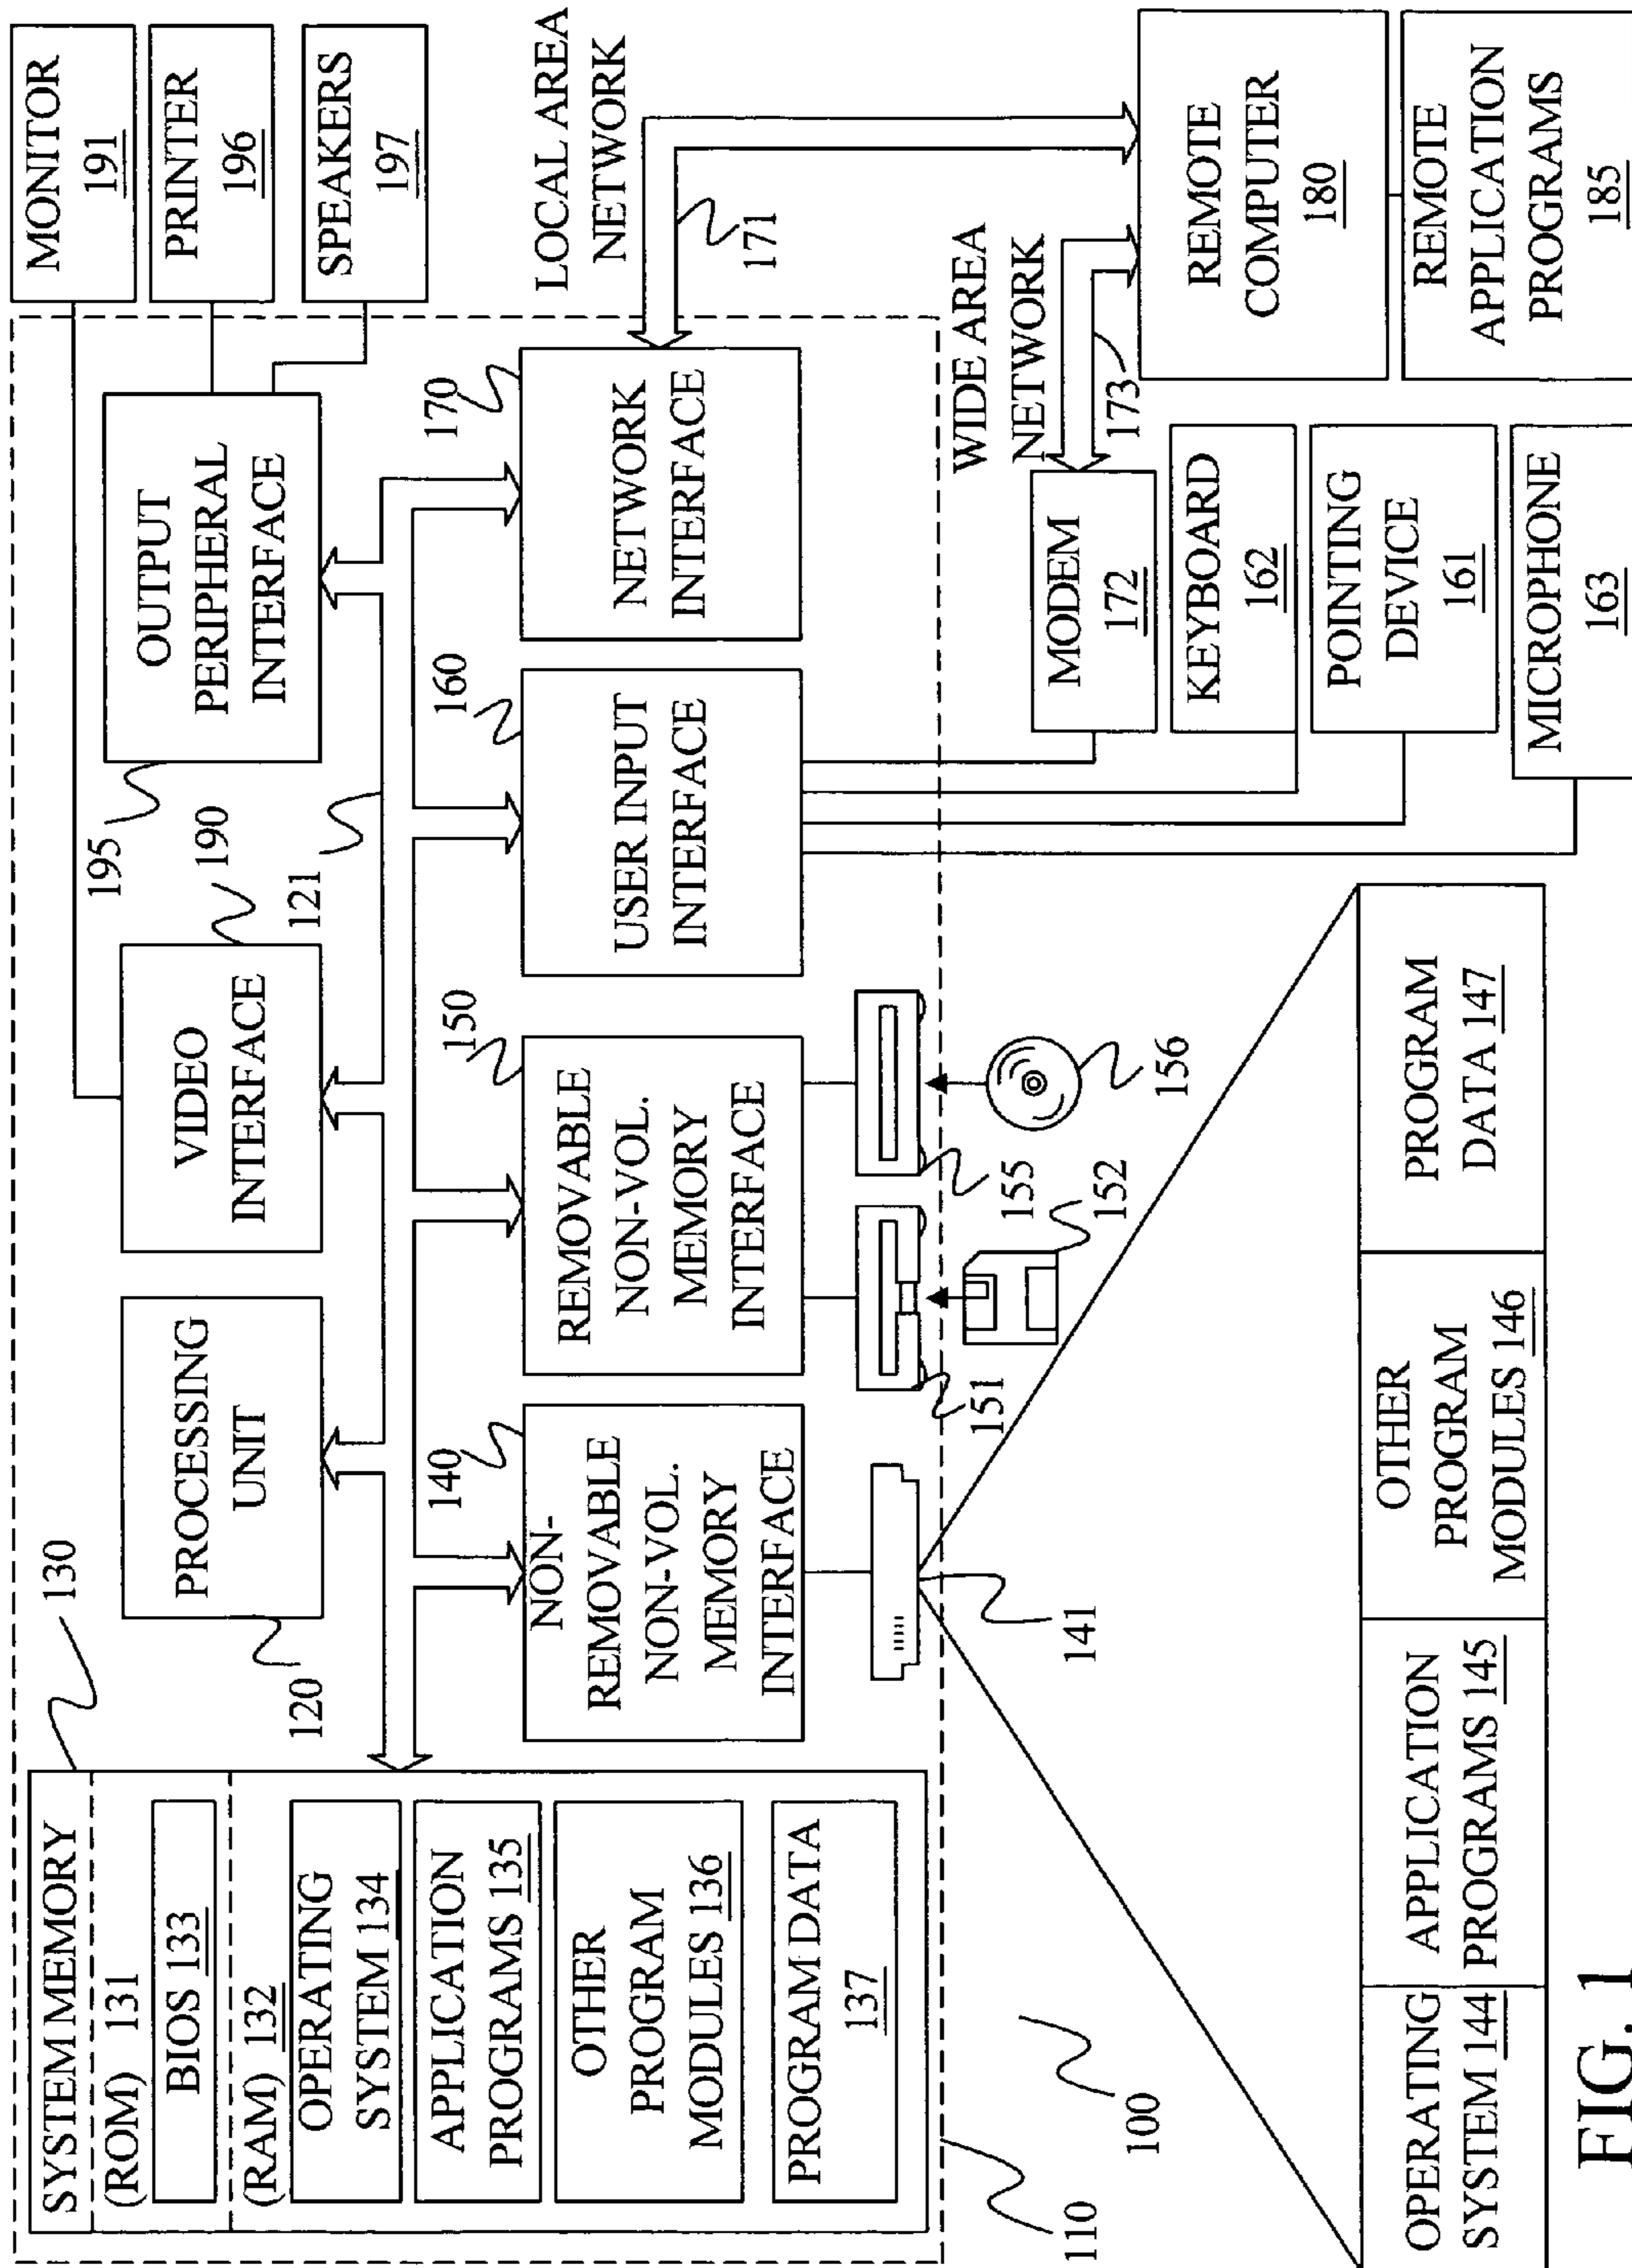 SYSTEM MEMORY
(ROM) 131
BIOS 133
(RAM) 132
OPERATING
SYSTEM 134
APPLICATION
PROGRAMS 135
OTHER
PROGRAM
MODULES 136
PROGRAM DATA
137
130
120
PROCESSING
UNIT
VIDEO
INTERFACE
190
121
195
OUTPUT
PERIPHERAL
INTERFACE
MONITOR
191
PRINTER
196
SPEAKERS
197
140
NON-
REMOVABLE
NON-VOL.
MEMORY
INTERFACE
150
REMOVABLE
NON-VOL.
MEMORY
INTERFACE
160
USER INPUT
INTERFACE
170
NETWORK
INTERFACE
LOCAL AREA
NETWORK
171
WIDE AREA
NETWORK
173
141
151
155
152
156
MODEM
172
KEYBOARD
162
POINTING
DEVICE
161
MICROPHONE
163
REMOTE
COMPUTER
180
REMOTE
APPLICATION
PROGRAMS
185
110
100
OPERATING
SYSTEM 144
APPLICATION
PROGRAMS 145
OTHER
PROGRAM
MODULES 146
PROGRAM
DATA 147
FIG. 1